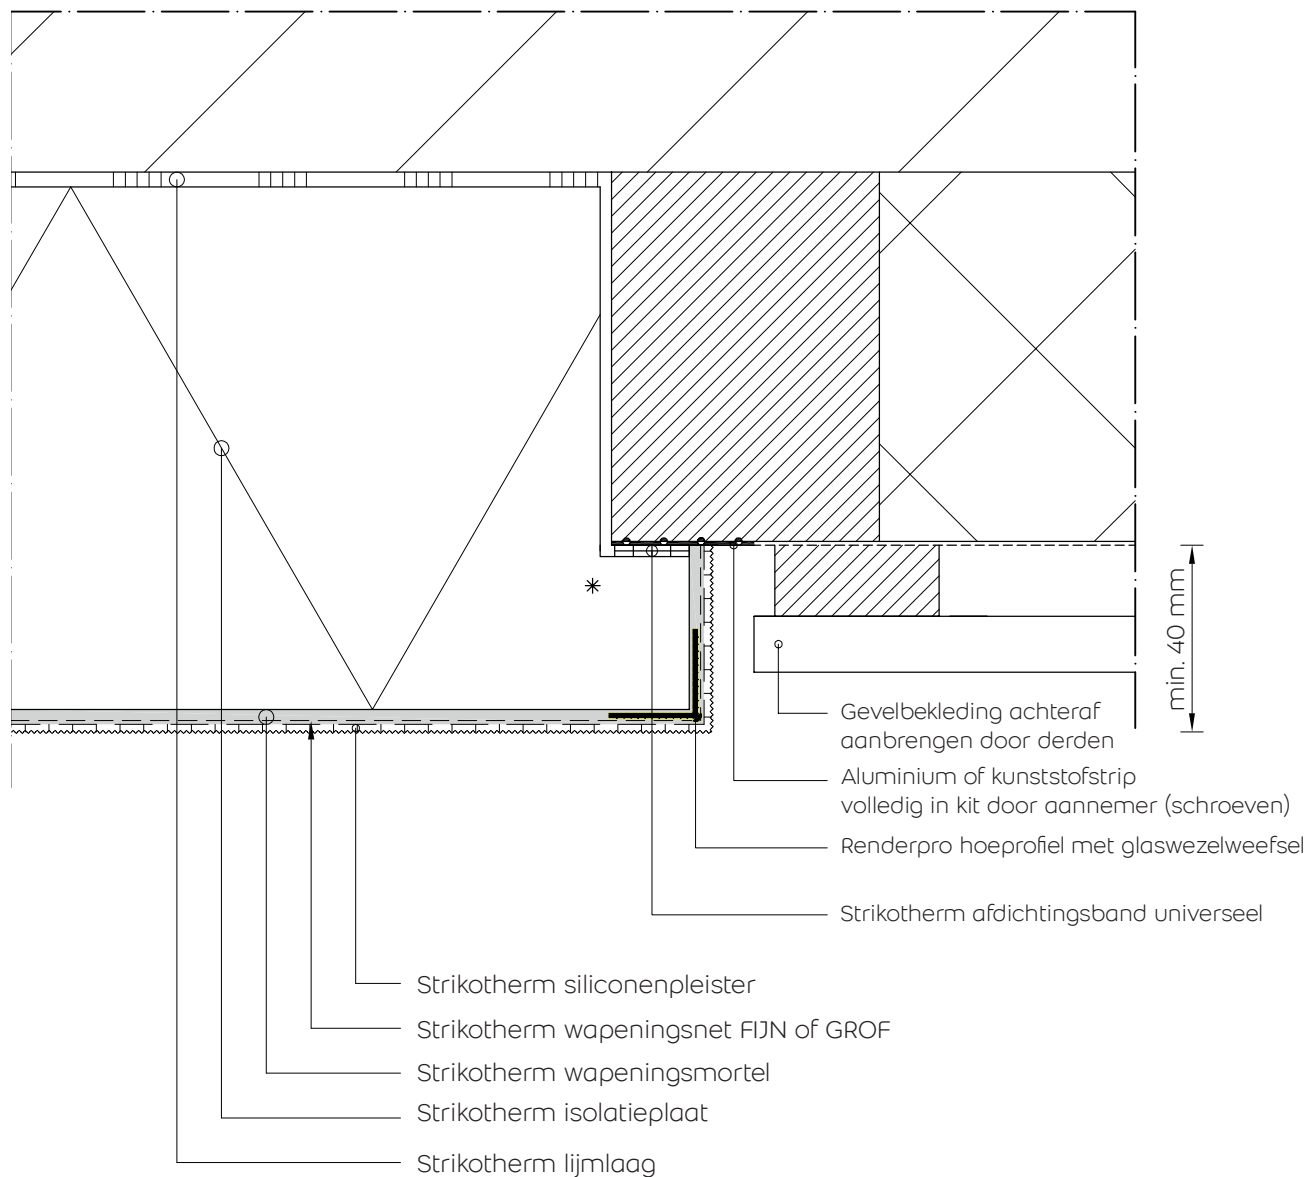 min. 40 mm
Gevelbekleding achteraf
aanbrengen door derden
Aluminium of kunststofstrip
volledig in kit door aannemer (schroeven)
Renderpro hoeprofiel met glaswezelweefsel
Strikotherm afdichtingsband universeel
Strikotherm siliconenpleister
Strikotherm wapeningsnet FIJN of GROF
Strikotherm wapeningsmortel
Strikotherm isolatieplaat
Strikotherm lijmlaag